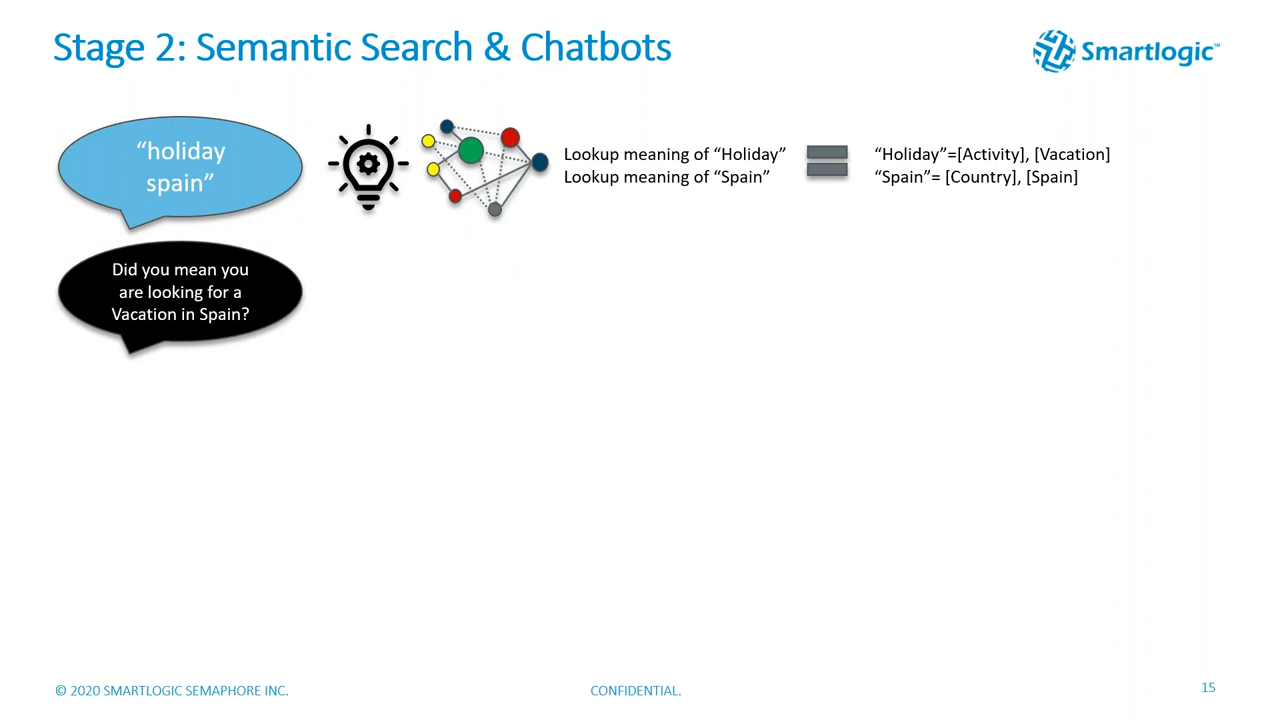 Stage 2: Semantic Search & Chatbots
Smartlogic™
“holiday
spain”
Lookup meaning of “Holiday”
Lookup meaning of “Spain”
“Holiday”=[Activity], [Vacation]
“Spain”= [Country], [Spain]
Did you mean you
are looking for a
Vacation in Spain?
© 2020 SMARTLOGIC SEMAPHORE INC.
CONFIDENTIAL.
15